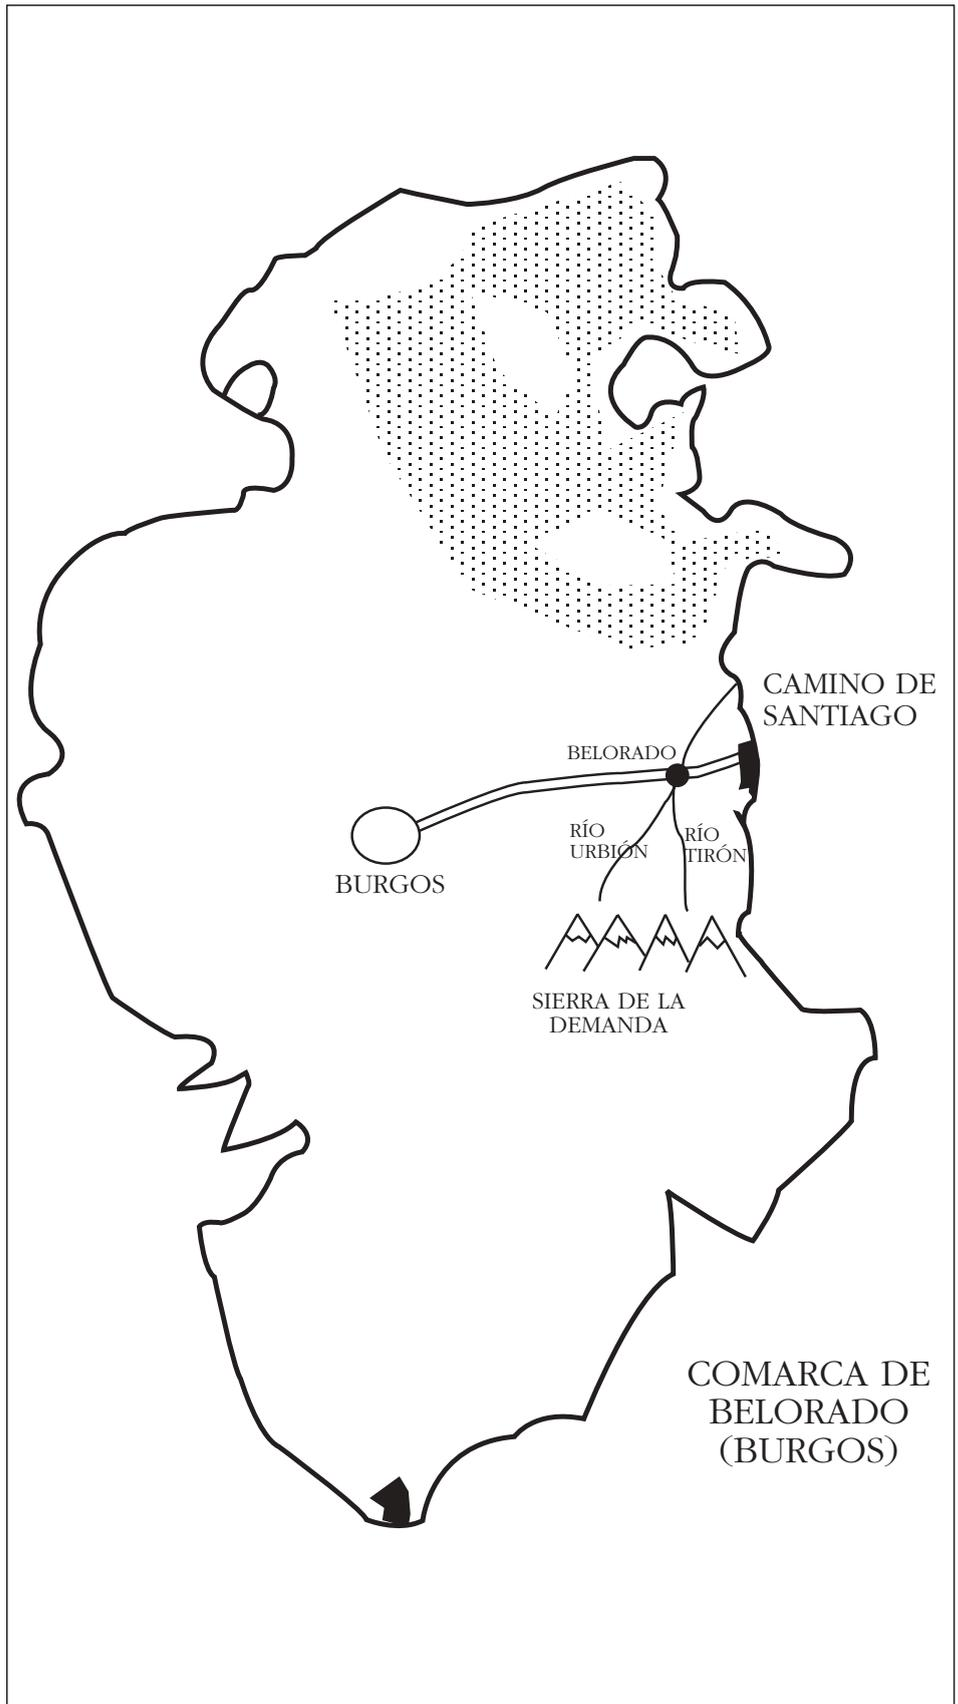 CAMINO DE
SANTIAGO
BELORADO
RÍO
URBIÓN
RÍO
TIRÓN
BURGOS
SIERRA DE LA
DEMANDA
COMARCA DE
BELORADO
(BURGOS)